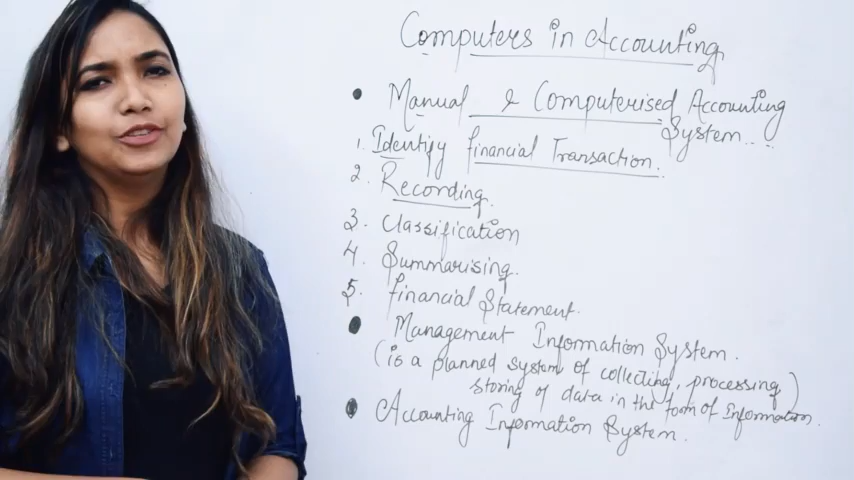 Computers in Accounting
• Manual & Computerised Accounting System...
1. Identify financial Transaction.
2. Recording.
3. Classification
4. Summarising.
5. financial Statement.
• Management Information System.
(is a planned system of collecting, processing,
storing of data in the form of Information.)
• Accounting Information System.